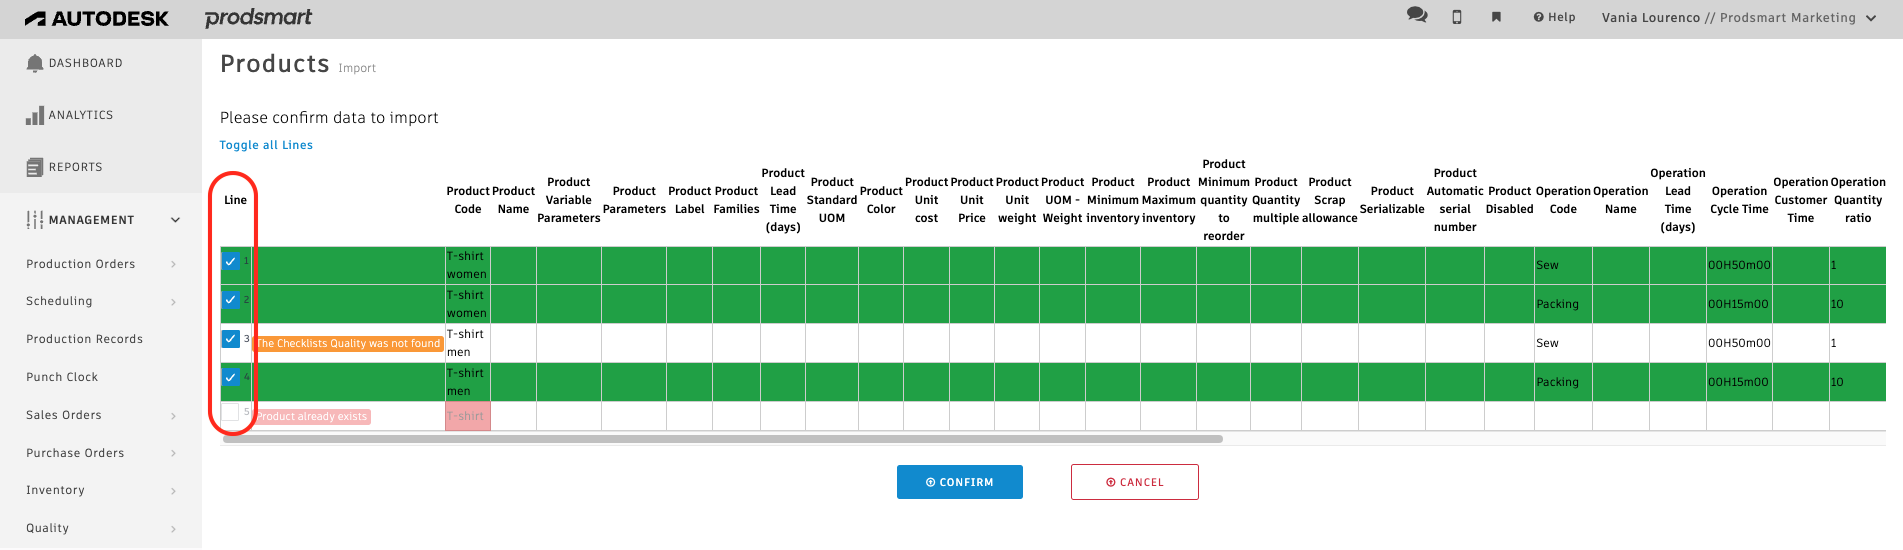 AUTODESK prodsmart Help Vania Lourenco // Prodsmart Marketing
DASHBOARD
ANALYTICS
REPORTS
MANAGEMENT
Production Orders
Scheduling
Production Records
Punch Clock
Sales Orders
Purchase Orders
Inventory
Quality
Products Import
Please confirm data to import
Toggle all Lines
Line
Product Code
Product Name
Product Variable Parameters
Product Parameters
Product Label
Product Families
Product Lead Time (days)
Product Standard UOM
Product Color
Product Unit cost
Product Unit Price
Product Unit weight
Product UOM - Weight
Product Minimum inventory
Product Maximum inventory
Product Minimum quantity to reorder
Product Quantity multiple
Product Scrap allowance
Product Serializable
Product Automatic serial number
Product Disabled
Operation Code
Operation Name
Operation Lead Time (days)
Operation Cycle Time
Operation Customer Time
Operation Quantity ratio
1 T-shirt women Sew 00H50m00 1
2 T-shirt women Packing 00H15m00 10
3 The Checklists Quality was not found T-shirt men Sew 00H50m00 1
4 T-shirt men Packing 00H15m00 10
5 Product already exists T-shirt
CONFIRM CANCEL